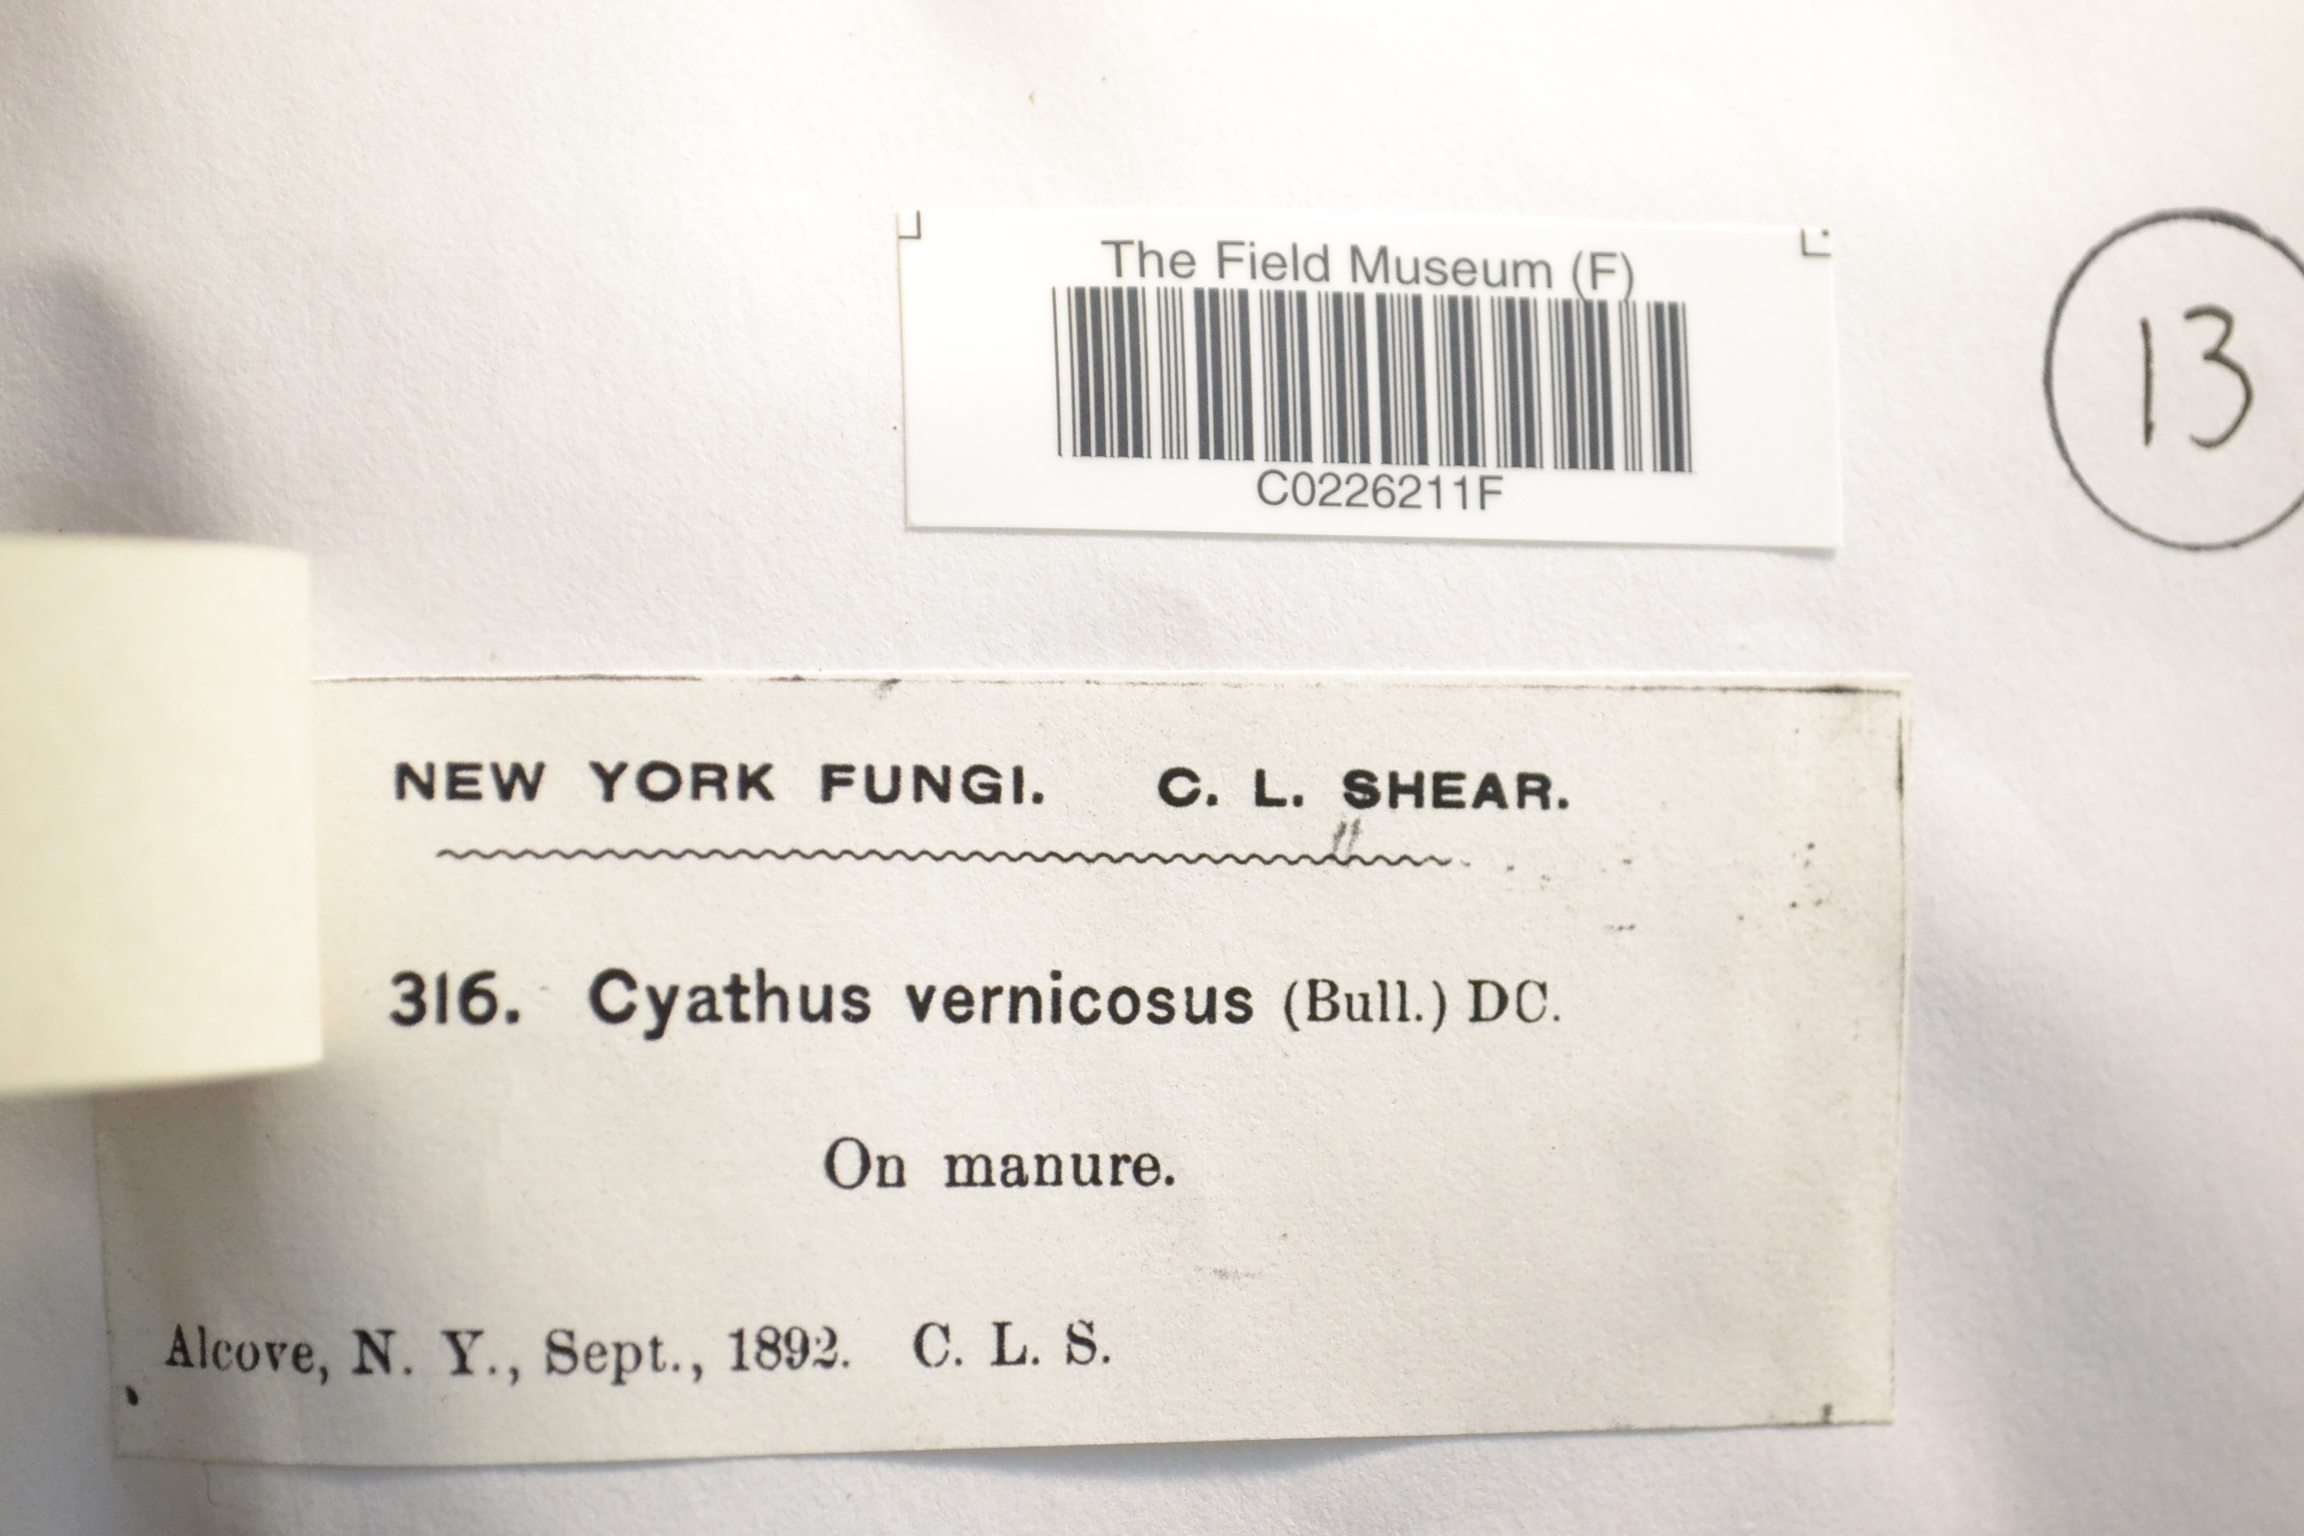 The Field Museum (F)
C0226211F
13
NEW YORK FUNGI. C. L. SHEAR.
316. Cyathus vernicosus (Bull.) DC.
On manure.
Alcove, N. Y., Sept., 1892. C. L. S.